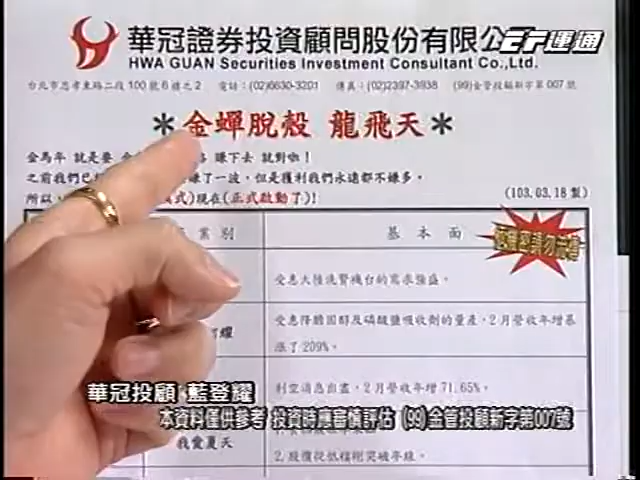 華冠證券投資顧問股份有限公
ET運通
HWA GUAN Securities Investment Consultant Co.,Ltd.
台北市忠孝東路二段100號6樓之2 電話：(02)6630-3201 傳真：(02)2397-3938 (99)金管投顧新字第007號
＊金蟬脫殼 龍飛天＊
金馬年 就是要 賺下去 就對啦！
之前我們已 賺了一波，但是獲利我們永遠都不嫌多。
所以， 式)現在(正式啟動了)!
(103.03.18製)
業別
基本面
受惠大陸洗腎機台的需求強盛。
受惠降膽固醇及磷酸鹽吸收劑的量產，2月營收年增暴
漲了209%。
利空消息出盡，2月營收年增71.65%。
華冠投顧 藍登耀
本資料僅供參考 投資時應審慎評估 (99)金管投顧新字第007號
我愛夏天
2.股價從低檔剛突破年線。